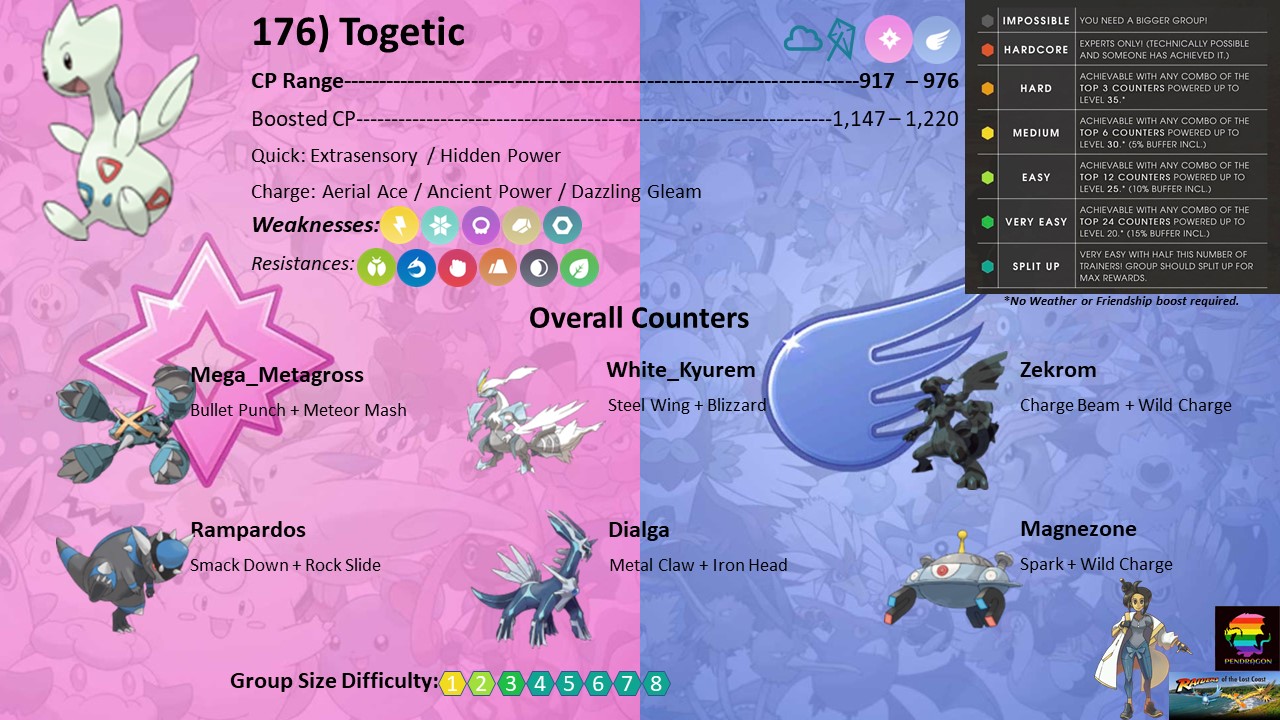 176) Togetic
CP Range------------------------------------------------------------------------917 – 976
Boosted CP--------------------------------------------------------------------1,147 – 1,220
Quick: Extrasensory / Hidden Power
Charge: Aerial Ace / Ancient Power / Dazzling Gleam
Weaknesses:
Resistances:
IMPOSSIBLE
YOU NEED A BIGGER GROUP!
HARDCORE
EXPERTS ONLY! (TECHNICALLY POSSIBLE
AND SOMEONE HAS ACHIEVED IT.)
HARD
ACHIEVABLE WITH ANY COMBO OF THE
TOP 3 COUNTERS POWERED UP TO
LEVEL 35.*
MEDIUM
ACHIEVABLE WITH ANY COMBO OF THE
TOP 6 COUNTERS POWERED UP TO
LEVEL 30.* (5% BUFFER INCL.)
EASY
ACHIEVABLE WITH ANY COMBO OF THE
TOP 12 COUNTERS POWERED UP TO
LEVEL 25.* (10% BUFFER INCL.)
VERY EASY
ACHIEVABLE WITH ANY COMBO OF THE
TOP 24 COUNTERS POWERED UP TO
LEVEL 20.* (15% BUFFER INCL.)
SPLIT UP
VERY EASY WITH HALF THIS NUMBER OF
TRAINERS! GROUP SHOULD SPLIT UP FOR
MAX REWARDS.
*No Weather or Friendship boost required.
Overall Counters
Mega_Metagross
Bullet Punch + Meteor Mash
White_Kyurem
Steel Wing + Blizzard
Zekrom
Charge Beam + Wild Charge
Rampardos
Smack Down + Rock Slide
Dialga
Metal Claw + Iron Head
Magnezone
Spark + Wild Charge
Group Size Difficulty: 1 2 3 4 5 6 7 8
PENDRAGON
RAIDERS of the Lost Coast